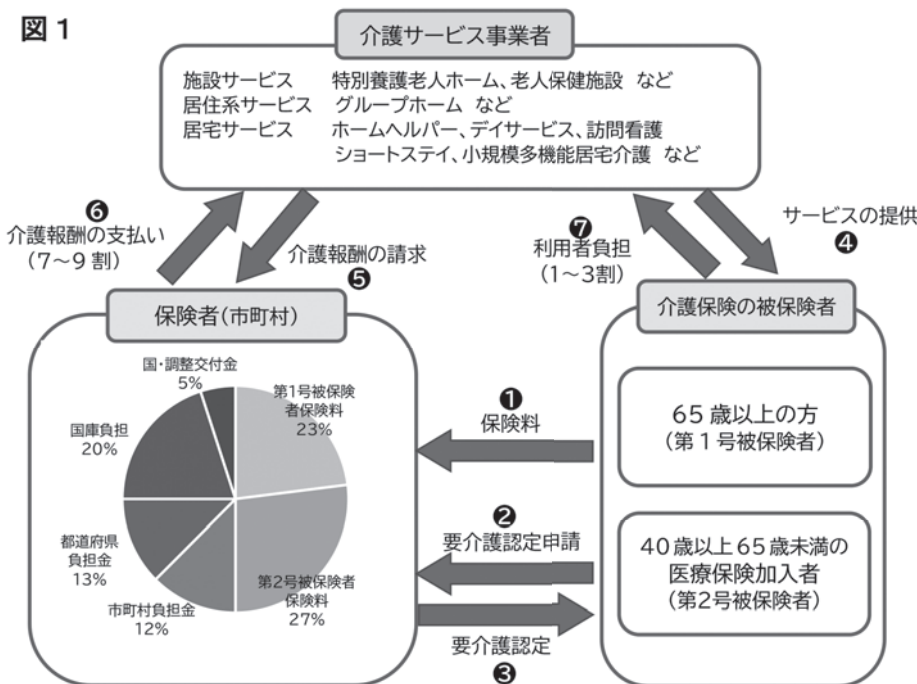 図1
介護サービス事業者
施設サービス 特別養護老人ホーム、老人保健施設 など
居住系サービス グループホーム など
居宅サービス ホームヘルパー、デイサービス、訪問看護
ショートステイ、小規模多機能居宅介護 など
❻
介護報酬の支払い
(7~9割)
介護報酬の請求
❺
❼
利用者負担
(1~3割)
サービスの提供
❹
保険者(市町村)
国・調整交付金
5%
第1号被保険
者保険料
23%
国庫負担
20%
都道府県
負担金
13%
市町村負担金
12%
第2号被保険者
保険料
27%
❶
保険料
❷
要介護認定申請
要介護認定
❸
介護保険の被保険者
65歳以上の方
(第1号被保険者)
40歳以上65歳未満の
医療保険加入者
(第2号被保険者)